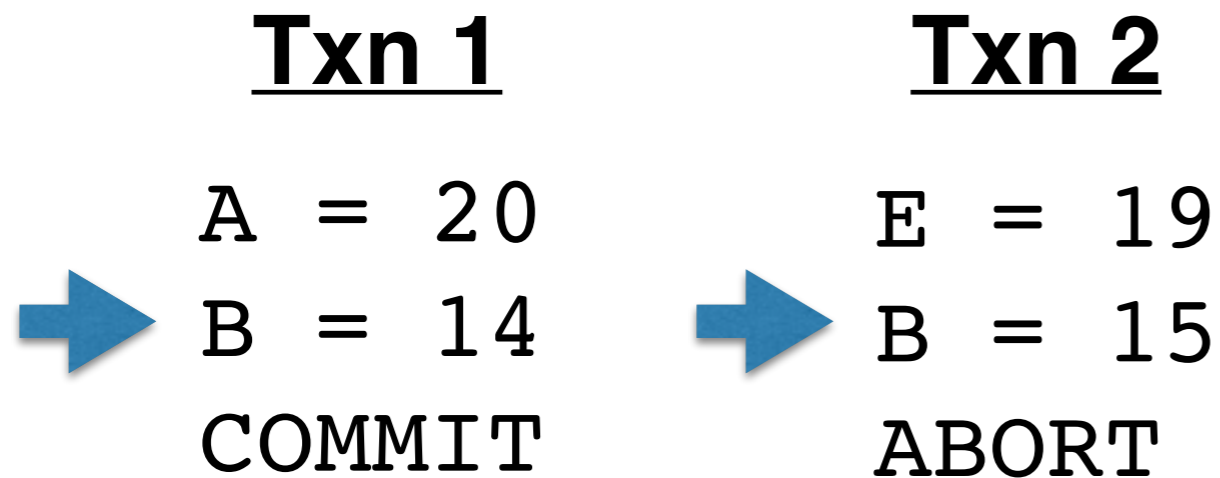 Txn 1
A = 20
B = 14
COMMIT
Txn 2
E = 19
B = 15
ABORT